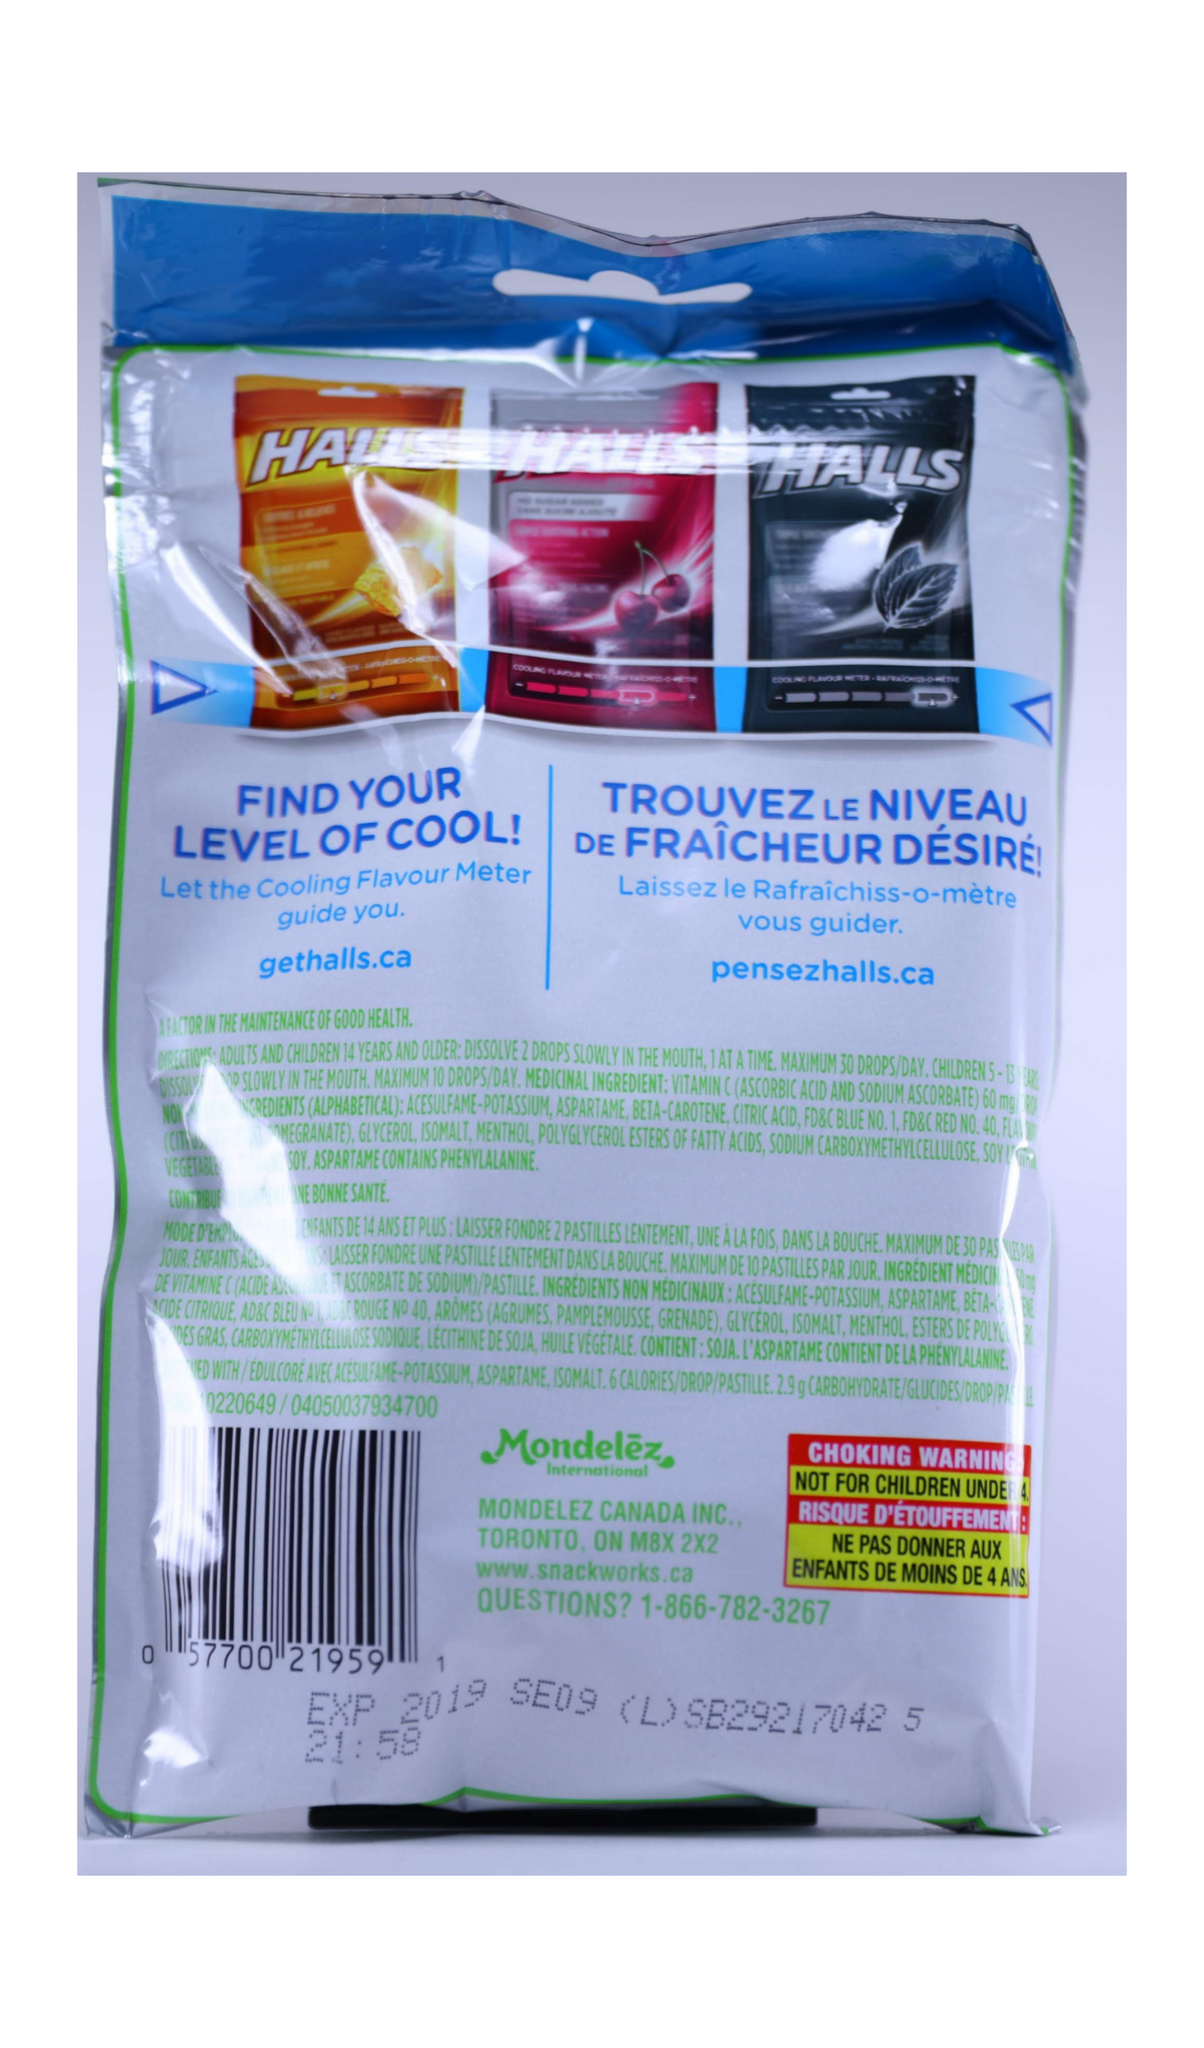 HALLS
HALLS
HALLS
NO SUGAR ADDED
SANS SUCRE AJOUTÉ
COOLING FLAVOUR METER - RAFRAÎCHISS-O-MÈTRE
COOLING FLAVOUR METER - RAFRAÎCHISS-O-MÈTRE
FIND YOUR
LEVEL OF COOL!
Let the Cooling Flavour Meter
guide you.
gethalls.ca
TROUVEZ LE NIVEAU
DE FRAÎCHEUR DÉSIRÉ!
Laissez le Rafraîchiss-o-mètre
vous guider.
pensezhalls.ca
A FACTOR IN THE MAINTENANCE OF GOOD HEALTH.
DIRECTIONS: ADULTS AND CHILDREN 14 YEARS AND OLDER: DISSOLVE 2 DROPS SLOWLY IN THE MOUTH, 1 AT A TIME. MAXIMUM 30 DROPS/DAY. CHILDREN 5 - 13
SLOWLY IN THE MOUTH. MAXIMUM 10 DROPS/DAY. MEDICINAL INGREDIENT: VITAMIN C (ASCORBIC ACID AND SODIUM ASCORBATE) 60 mg
(ALPHABETICAL): ACESULFAME-POTASSIUM, ASPARTAME, BETA-CAROTENE, CITRIC ACID, FD&C BLUE NO. 1, FD&C RED NO. 40,
GLYCEROL, ISOMALT, MENTHOL, POLYGLYCEROL ESTERS OF FATTY ACIDS, SODIUM CARBOXYMETHYLCELLULOSE, SOY
SOY. ASPARTAME CONTAINS PHENYLALANINE.
BONNE SANTÉ.
ENFANTS DE 14 ANS ET PLUS : LAISSER FONDRE 2 PASTILLES LENTEMENT, UNE À LA FOIS, DANS LA BOUCHE. MAXIMUM DE 30 PAR
JOUR. ENFANTS LAISSER FONDRE UNE PASTILLE LENTEMENT DANS LA BOUCHE. MAXIMUM DE 10 PASTILLES PAR JOUR. INGRÉDIENT
DE VITAMINE C (ACIDE ET ASCORBATE DE SODIUM)/PASTILLE. INGRÉDIENTS NON MÉDICINAUX : ACÉSULFAME-POTASSIUM, ASPARTAME,
ACIDE CITRIQUE, AD&C BLEU Nº 1, AD&C ROUGE Nº 40, ARÔMES (AGRUMES, PAMPLEMOUSSE, GRENADE), GLYCÉROL, ISOMALT, MENTHOL, ESTERS DE
GRAS, CARBOXYMÉTHYLCELLULOSE SODIQUE, LÉCITHINE DE SOJA, HUILE VÉGÉTALE. CONTIENT : SOJA. L'ASPARTAME CONTIENT DE LA PHÉNYLALANINE.
WITH / ÉDULCORÉ AVEC ACÉSULFAME-POTASSIUM, ASPARTAME, ISOMALT. 6 CALORIES/DROP/PASTILLE. 2.9 g CARBOHYDRATE/GLUCIDES/DROP/
10220649 / 04050037934700
Mondelēz
International
MONDELEZ CANADA INC.,
TORONTO, ON M8X 2X2
www.snackworks.ca
QUESTIONS? 1-866-782-3267
CHOKING WARNING:
NOT FOR CHILDREN UNDER 4.
RISQUE D'ÉTOUFFEMENT :
NE PAS DONNER AUX
ENFANTS DE MOINS DE 4 ANS.
0 57700 21959 1
EXP 2019 SE09 (L) SB29217042 5
21:58